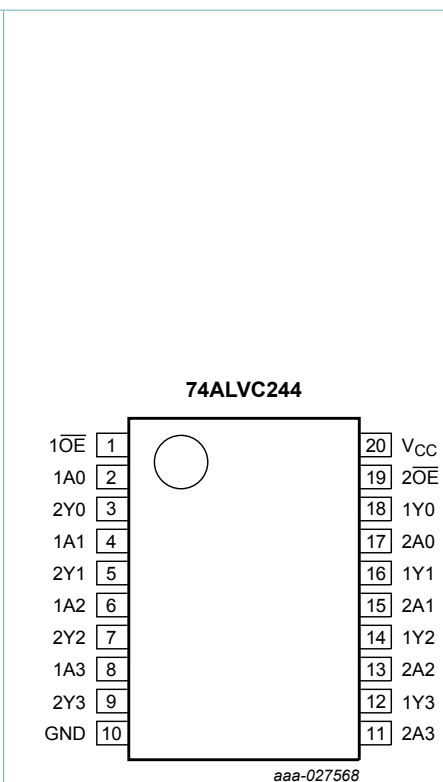 74ALVC244
1O̅E̅ 1 20 VCC
1A0 2 19 2O̅E̅
2Y0 3 18 1Y0
1A1 4 17 2A0
2Y1 5 16 1Y1
1A2 6 15 2A1
2Y2 7 14 1Y2
1A3 8 13 2A2
2Y3 9 12 1Y3
GND 10 11 2A3
aaa-027568